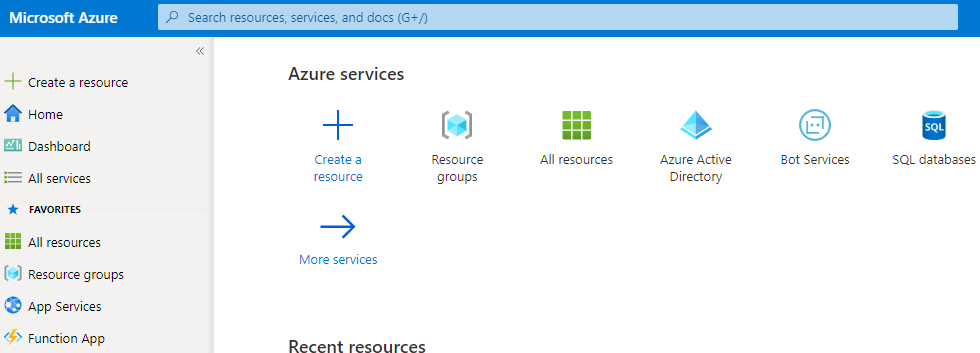 Microsoft Azure
Search resources, services, and docs (G+/)
«
Create a resource
Home
Dashboard
All services
FAVORITES
All resources
Resource groups
App Services
Function App
Azure services
Create a
resource
Resource
groups
All resources
Azure Active
Directory
Bot Services
SQL
SQL databases
More services
Recent resources